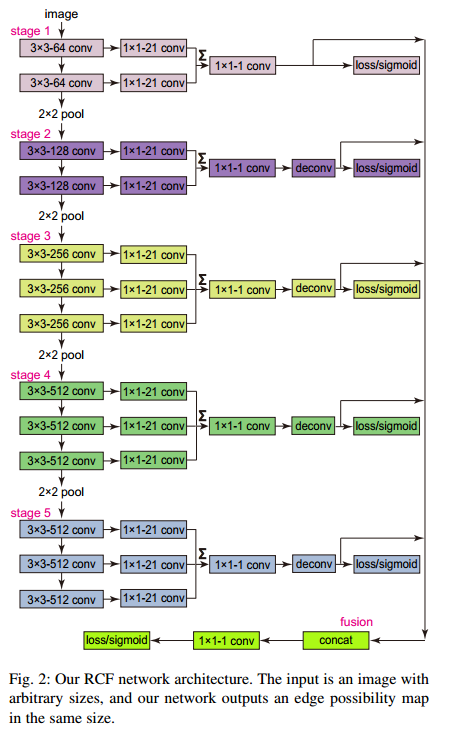 image
stage 1
3×3-64 conv 1×1-21 conv Σ 1×1-1 conv loss/sigmoid
3×3-64 conv 1×1-21 conv
2×2 pool
stage 2
3×3-128 conv 1×1-21 conv Σ 1×1-1 conv deconv loss/sigmoid
3×3-128 conv 1×1-21 conv
2×2 pool
stage 3
3×3-256 conv 1×1-21 conv
3×3-256 conv 1×1-21 conv Σ 1×1-1 conv deconv loss/sigmoid
3×3-256 conv 1×1-21 conv
2×2 pool
stage 4
3×3-512 conv 1×1-21 conv
3×3-512 conv 1×1-21 conv Σ 1×1-1 conv deconv loss/sigmoid
3×3-512 conv 1×1-21 conv
2×2 pool
stage 5
3×3-512 conv 1×1-21 conv
3×3-512 conv 1×1-21 conv Σ 1×1-1 conv deconv loss/sigmoid
3×3-512 conv 1×1-21 conv
fusion
loss/sigmoid 1×1-1 conv concat
Fig. 2: Our RCF network architecture. The input is an image with
arbitrary sizes, and our network outputs an edge possibility map
in the same size.